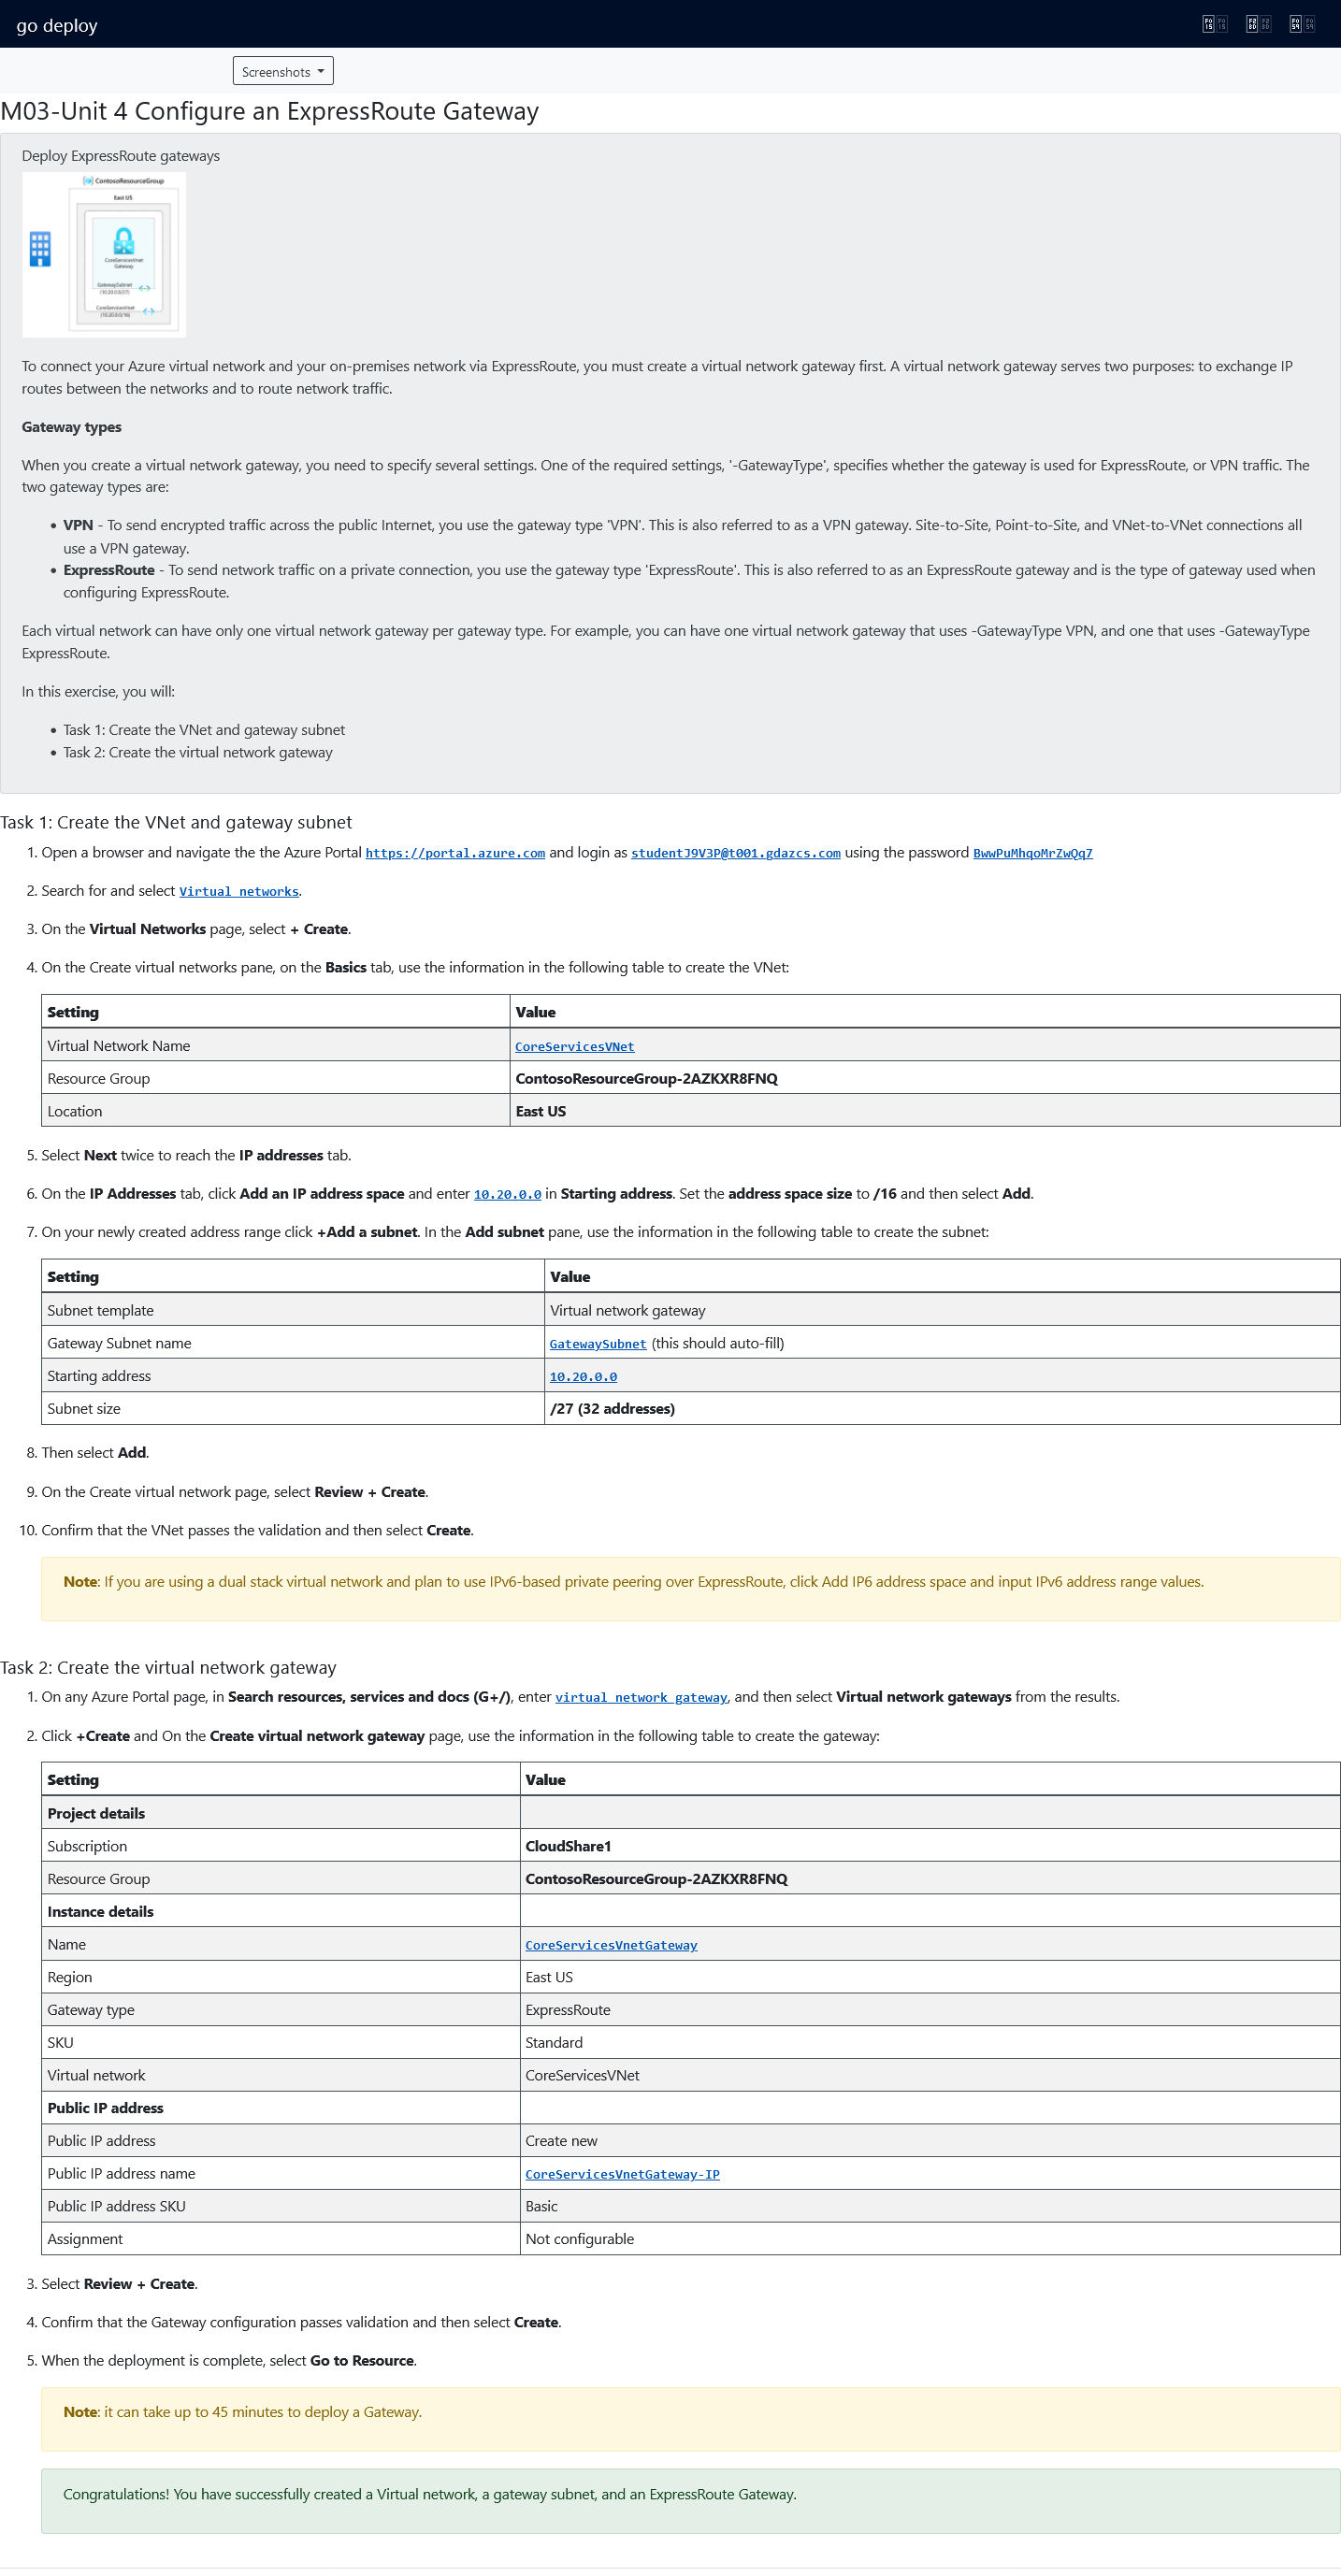 go deploy
Screenshots
M03-Unit 4 Configure an ExpressRoute Gateway
Deploy ExpressRoute gateways
ContosoResourceGroup
East US
CoreServicesVnet
Gateway
GatewaySubnet
(10.20.0.0/27)
CoreServicesVnet
(10.20.0.0/16)
To connect your Azure virtual network and your on-premises network via ExpressRoute, you must create a virtual network gateway first. A virtual network gateway serves two purposes: to exchange IP
routes between the networks and to route network traffic.
Gateway types
When you create a virtual network gateway, you need to specify several settings. One of the required settings, '-GatewayType', specifies whether the gateway is used for ExpressRoute, or VPN traffic. The
two gateway types are:
• VPN - To send encrypted traffic across the public Internet, you use the gateway type 'VPN'. This is also referred to as a VPN gateway. Site-to-Site, Point-to-Site, and VNet-to-VNet connections all
use a VPN gateway.
• ExpressRoute - To send network traffic on a private connection, you use the gateway type 'ExpressRoute'. This is also referred to as an ExpressRoute gateway and is the type of gateway used when
configuring ExpressRoute.
Each virtual network can have only one virtual network gateway per gateway type. For example, you can have one virtual network gateway that uses -GatewayType VPN, and one that uses -GatewayType
ExpressRoute.
In this exercise, you will:
• Task 1: Create the VNet and gateway subnet
• Task 2: Create the virtual network gateway
Task 1: Create the VNet and gateway subnet
1. Open a browser and navigate the the Azure Portal https://portal.azure.com and login as studentJ9V3P@t001.gdazcs.com using the password BwwPuMhqoMrZwQq7
2. Search for and select Virtual networks.
3. On the Virtual Networks page, select + Create.
4. On the Create virtual networks pane, on the Basics tab, use the information in the following table to create the VNet:
Setting Value
Virtual Network Name CoreServicesVNet
Resource Group ContosoResourceGroup-2AZKXR8FNQ
Location East US
5. Select Next twice to reach the IP addresses tab.
6. On the IP Addresses tab, click Add an IP address space and enter 10.20.0.0 in Starting address. Set the address space size to /16 and then select Add.
7. On your newly created address range click +Add a subnet. In the Add subnet pane, use the information in the following table to create the subnet:
Setting Value
Subnet template Virtual network gateway
Gateway Subnet name GatewaySubnet (this should auto-fill)
Starting address 10.20.0.0
Subnet size /27 (32 addresses)
8. Then select Add.
9. On the Create virtual network page, select Review + Create.
10. Confirm that the VNet passes the validation and then select Create.
Note: If you are using a dual stack virtual network and plan to use IPv6-based private peering over ExpressRoute, click Add IP6 address space and input IPv6 address range values.
Task 2: Create the virtual network gateway
1. On any Azure Portal page, in Search resources, services and docs (G+/), enter virtual network gateway, and then select Virtual network gateways from the results.
2. Click +Create and On the Create virtual network gateway page, use the information in the following table to create the gateway:
Setting Value
Project details
Subscription CloudShare1
Resource Group ContosoResourceGroup-2AZKXR8FNQ
Instance details
Name CoreServicesVnetGateway
Region East US
Gateway type ExpressRoute
SKU Standard
Virtual network CoreServicesVNet
Public IP address
Public IP address Create new
Public IP address name CoreServicesVnetGateway-IP
Public IP address SKU Basic
Assignment Not configurable
3. Select Review + Create.
4. Confirm that the Gateway configuration passes validation and then select Create.
5. When the deployment is complete, select Go to Resource.
Note: it can take up to 45 minutes to deploy a Gateway.
Congratulations! You have successfully created a Virtual network, a gateway subnet, and an ExpressRoute Gateway.